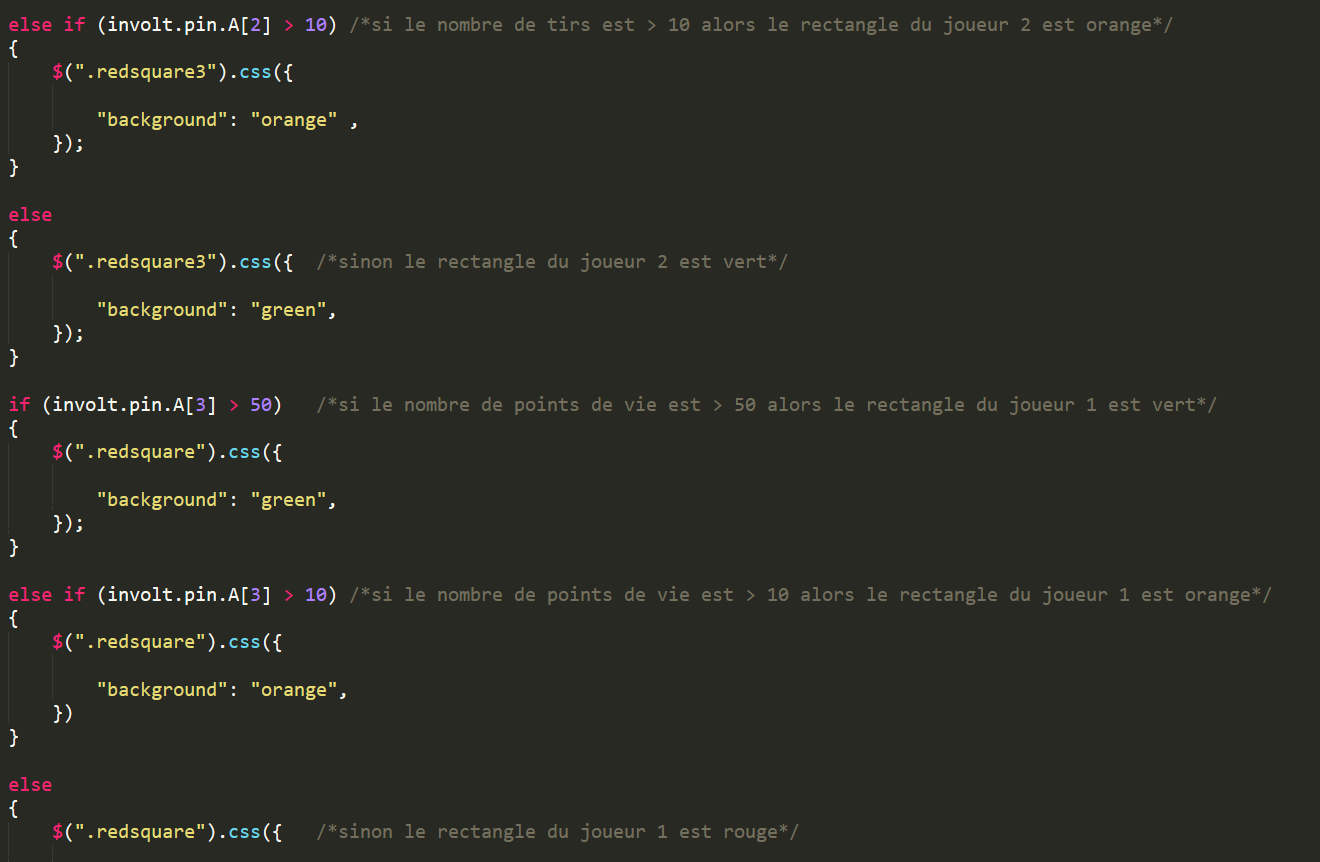 else if (involt.pin.A[2] > 10) /*si le nombre de tirs est > 10 alors le rectangle du joueur 2 est orange*/
{
    $(".redsquare3").css({

        "background": "orange" ,
    });
}

else
{
    $(".redsquare3").css({  /*sinon le rectangle du joueur 2 est vert*/

        "background": "green",
    });
}

if (involt.pin.A[3] > 50)   /*si le nombre de points de vie est > 50 alors le rectangle du joueur 1 est vert*/
{
    $(".redsquare").css({

        "background": "green",
    });
}

else if (involt.pin.A[3] > 10) /*si le nombre de points de vie est > 10 alors le rectangle du joueur 1 est orange*/
{
    $(".redsquare").css({

        "background": "orange",
    })
}

else
{
    $(".redsquare").css({   /*sinon le rectangle du joueur 1 est rouge*/